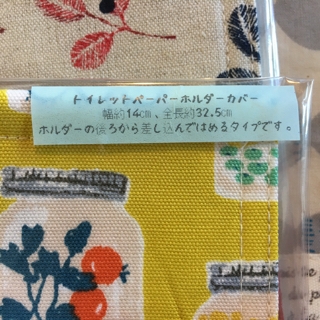 トイレットペーパーホルダーカバー
幅約14㎝、全長約32.5㎝
ホルダーの後ろから差し込んではめるタイプです。